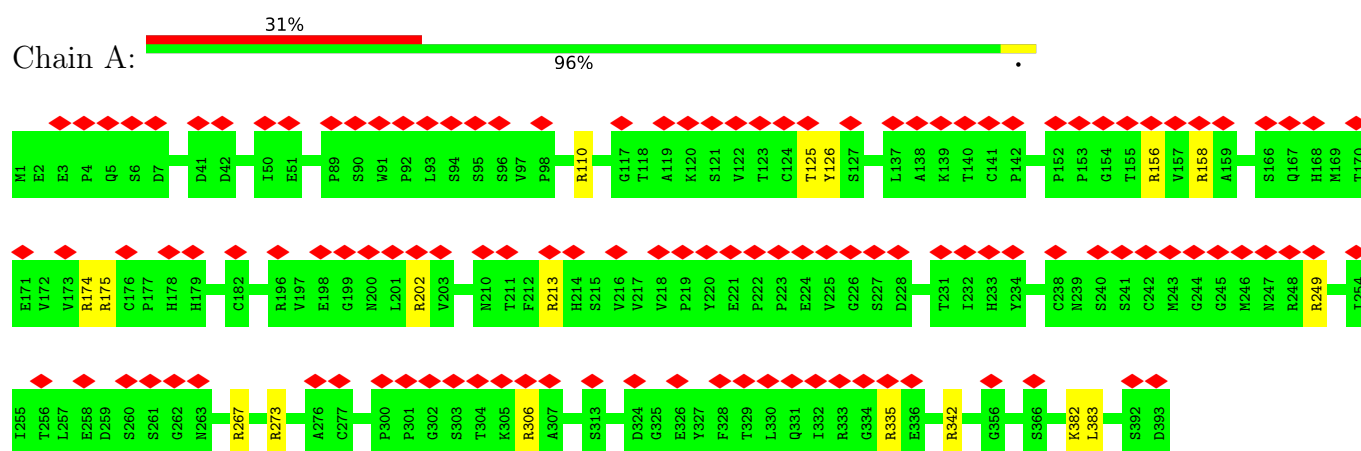 31%
Chain A:
96%
•
M1 E2 E3 P4 Q5 S6 D7 D41 D42 I50 E51 P89 S90 W91 P92 L93 S94 S95 S96 V97 P98 R110 G117 T118 A119 K120 S121 V122 T123 C124 T125 Y126 S127 L137 A138 K139 T140 C141 P142 P152 P153 G154 T155 R156 V157 R158 A159 S166 Q167 H168 M169 T170
E171 V172 V173 R174 R175 C176 P177 H178 H179 C182 R196 V197 E198 G199 N200 L201 R202 V203 N210 T211 F212 R213 H214 S215 V216 V217 V218 P219 Y220 E221 P222 P223 E224 V225 G226 S227 D228 T231 I232 H233 Y234 C238 N239 S240 S241 C242 M243 G244 G245 M246 N247 R248 R249 I254
I255 T256 L257 E258 D259 S260 S261 G262 N263 R267 R273 A276 C277 P300 P301 G302 S303 T304 K305 R306 A307 S313 D324 G325 E326 Y327 F328 T329 L330 Q331 I332 R333 G334 R335 E336 R342 G356 S366 K382 L383 S392 D393